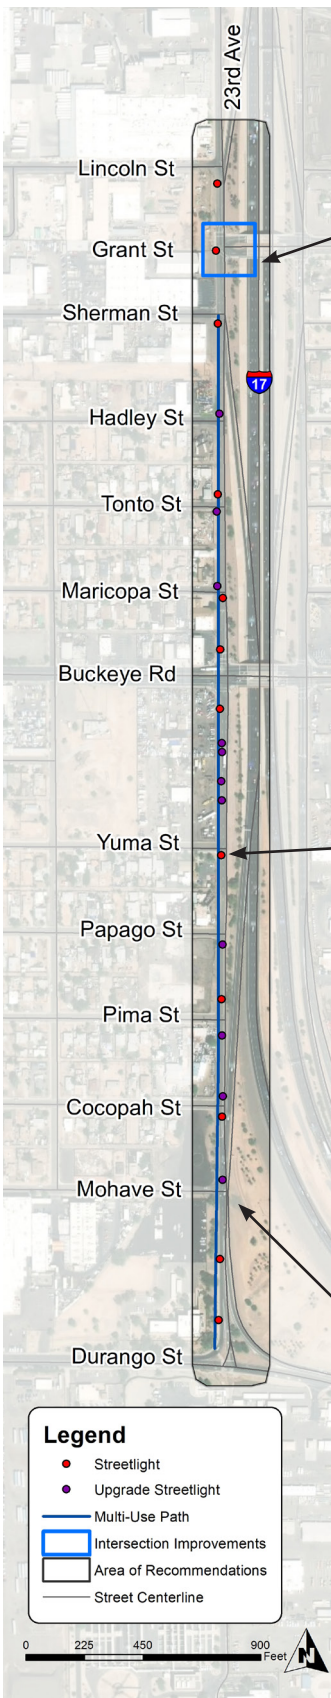 23rd Ave
Lincoln St
Grant St
Sherman St
17
Hadley St
Tonto St
Maricopa St
Buckeye Rd
Yuma St
Papago St
Pima St
Cocopah St
Mohave St
Durango St
Legend
Streetlight
Upgrade Streetlight
Multi-Use Path
Intersection Improvements
Area of Recommendations
Street Centerline
0 225 450 900
Feet
N